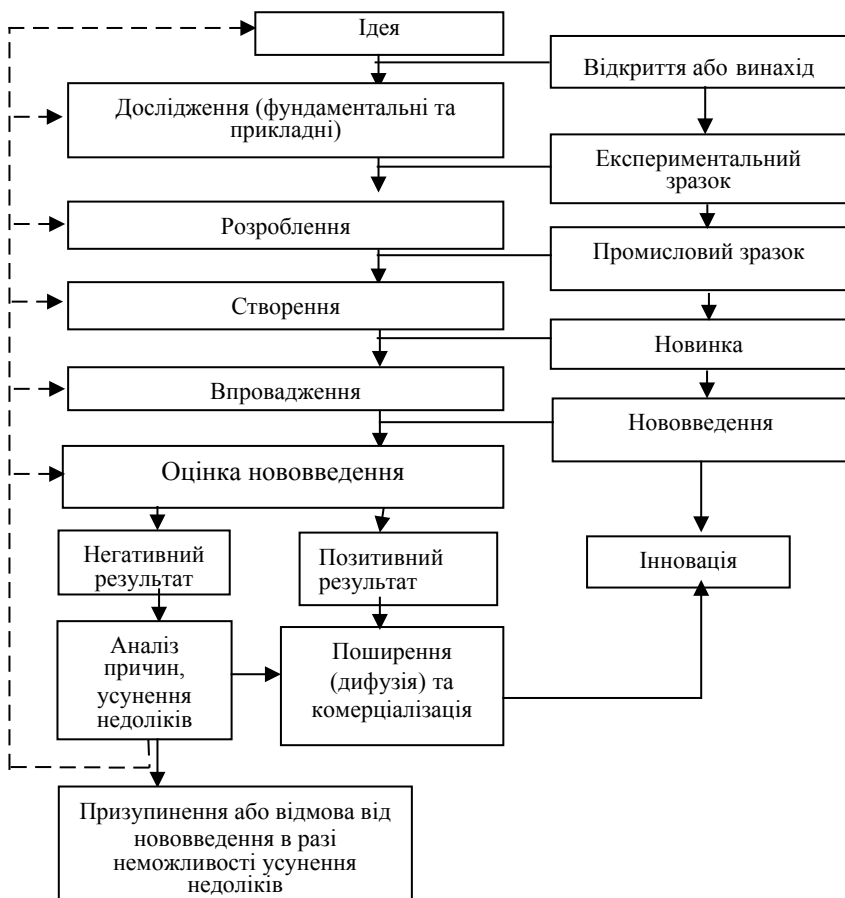 Ідея
Відкриття або винахід
Дослідження (фундаментальні та
прикладні)
Експериментальний
зразок
Розроблення
Промисловий зразок
Створення
Новинка
Впровадження
Нововведення
Оцінка нововведення
Негативний
результат
Позитивний
результат
Інновація
Аналіз
причин,
усунення
недоліків
Поширення
(дифузія) та
комерціалізація
Призупинення або відмова від
нововведення в разі
неможливості усунення
недоліків